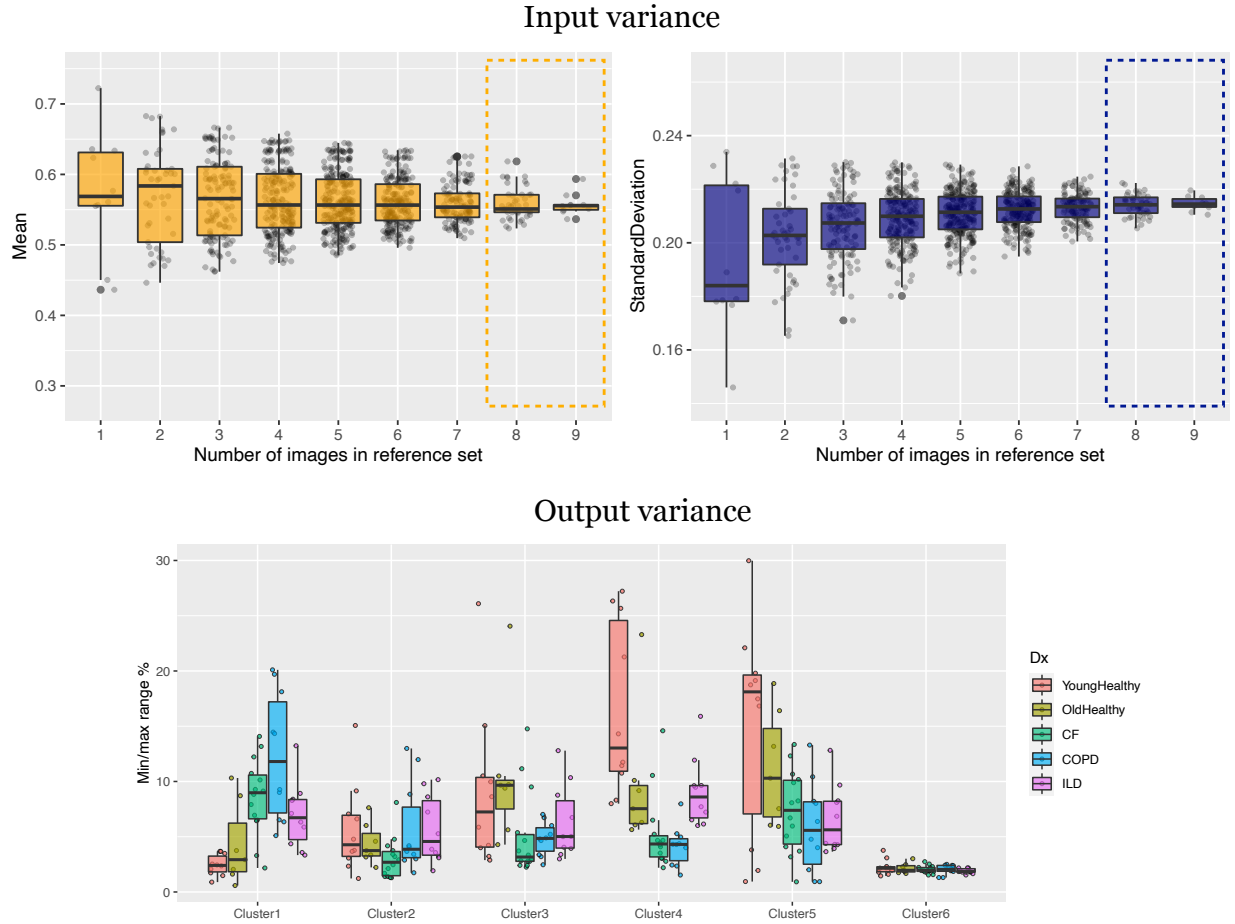 Input variance
0.7
0.6
0.5
0.4
0.3
Mean
1 2 3 4 5 6 7 8 9
Number of images in reference set
0.24
0.20
0.16
StandardDeviation
1 2 3 4 5 6 7 8 9
Number of images in reference set
Output variance
30
20
10
0
Min/max range %
Cluster1 Cluster2 Cluster3 Cluster4 Cluster5 Cluster6
Dx
YoungHealthy
OldHealthy
CF
COPD
ILD